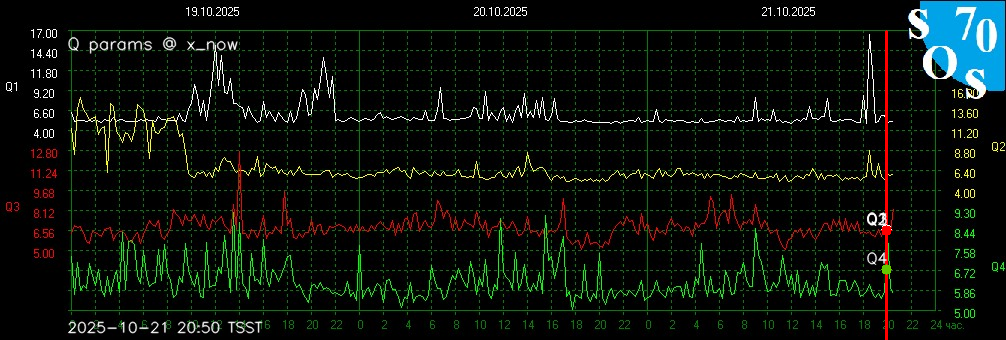 19.10.2025 20.10.2025 21.10.2025
S 70
O
S
Q params @ x_now
Q1
17.00
14.40
11.80
9.20
6.60
4.00
Q3
12.80
11.24
9.68
8.12
6.56
5.00
Q2
13.60
11.20
8.80
6.40
4.00
Q4
9.30
8.44
7.58
6.72
5.86
5.00
Q4
2025-10-21 20:50 TSST
18 20 22 0 2 4 6 8 10 12 14 16 18 20 22 0 2 4 6 8 10 12 14 16 18 20 22 24 час.